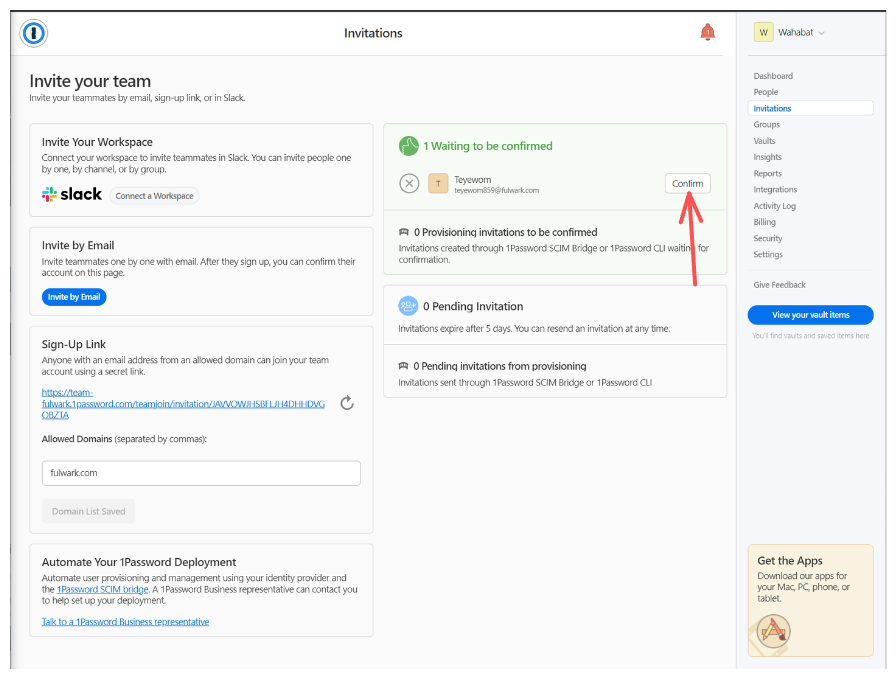 Invitations
1
W Wahabat
Invite your team
Invite your teammates by email, sign-up link, or in Slack.
Invite Your Workspace
Connect your workspace to invite teammates in Slack. You can invite people one
by one, by channel, or by group.
slack Connect a Workspace
Invite by Email
Invite teammates one by one with email. After they sign up, you can confirm their
account on this page.
Invite by Email
Sign-Up Link
Anyone with an email address from an allowed domain can join your team
account using a secret link.
https://team-
fulwark.1password.com/teamjoin/invitation/JAVVOWJHSBFLJH4DHHDVG
OBZTA
Allowed Domains (separated by commas):
fulwark.com
Domain List Saved
Automate Your 1Password Deployment
Automate user provisioning and management using your identity provider and
the 1Password SCIM bridge. A 1Password Business representative can contact you
to help set up your deployment.
Talk to a 1Password Business representative
1 Waiting to be confirmed
T Teyewom
teyewom859@fulwark.com
Confirm
0 Provisioning invitations to be confirmed
Invitations created through 1Password SCIM Bridge or 1Password CLI waiting for
confirmation.
0 Pending Invitation
Invitations expire after 5 days. You can resend an invitation at any time.
0 Pending invitations from provisioning
Invitations sent through 1Password SCIM Bridge or 1Password CLI
Dashboard
People
Invitations
Groups
Vaults
Insights
Reports
Integrations
Activity Log
Billing
Security
Settings
Give Feedback
View your vault items
You'll find vaults and saved items here
Get the Apps
Download our apps for
your Mac, PC, phone, or
tablet.